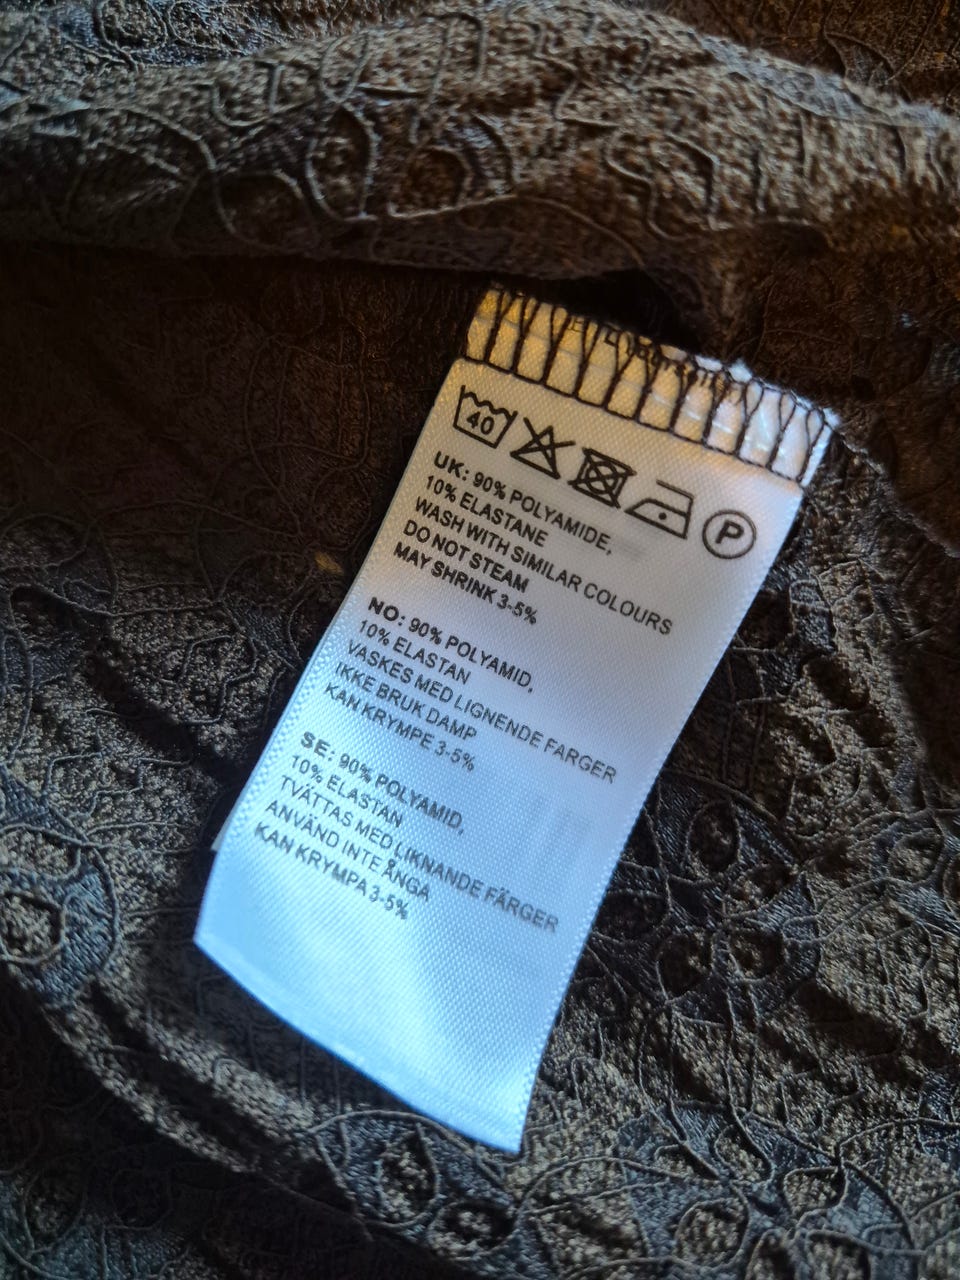 40
P
UK: 90% POLYAMIDE,
10% ELASTANE
WASH WITH SIMILAR COLOURS
DO NOT STEAM
MAY SHRINK 3-5%
NO: 90% POLYAMID,
10% ELASTAN
VASKES MED LIGNENDE FARGER
IKKE BRUK DAMP
KAN KRYMPE 3-5%
SE: 90% POLYAMID,
10% ELASTAN
TVÄTTAS MED LIKNANDE FÄRGER
ANVÄND INTE ÅNGA
KAN KRYMPA 3-5%